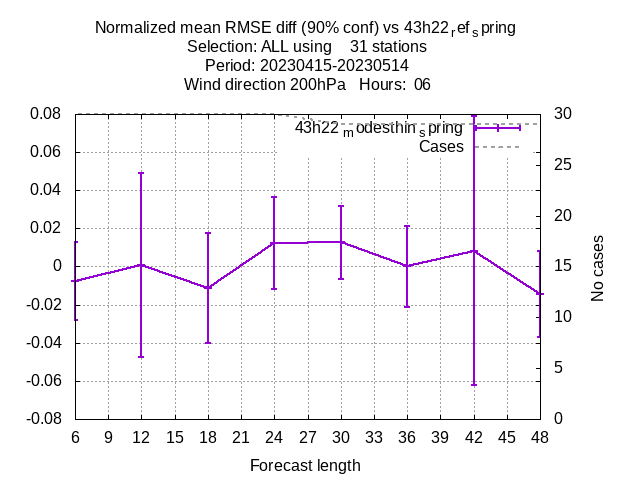 Normalized mean RMSE diff (90% conf) vs 43h22ref spring
Selection: ALL using    31 stations
Period: 20230415-20230514
Wind direction 200hPa   Hours:  06
43h22modesthinspring
Cases
0.08
0.06
0.04
0.02
0
-0.02
-0.04
-0.06
-0.08
30
25
20
15
10
5
0
No cases
6 9 12 15 18 21 24 27 30 33 36 39 42 45 48
Forecast length